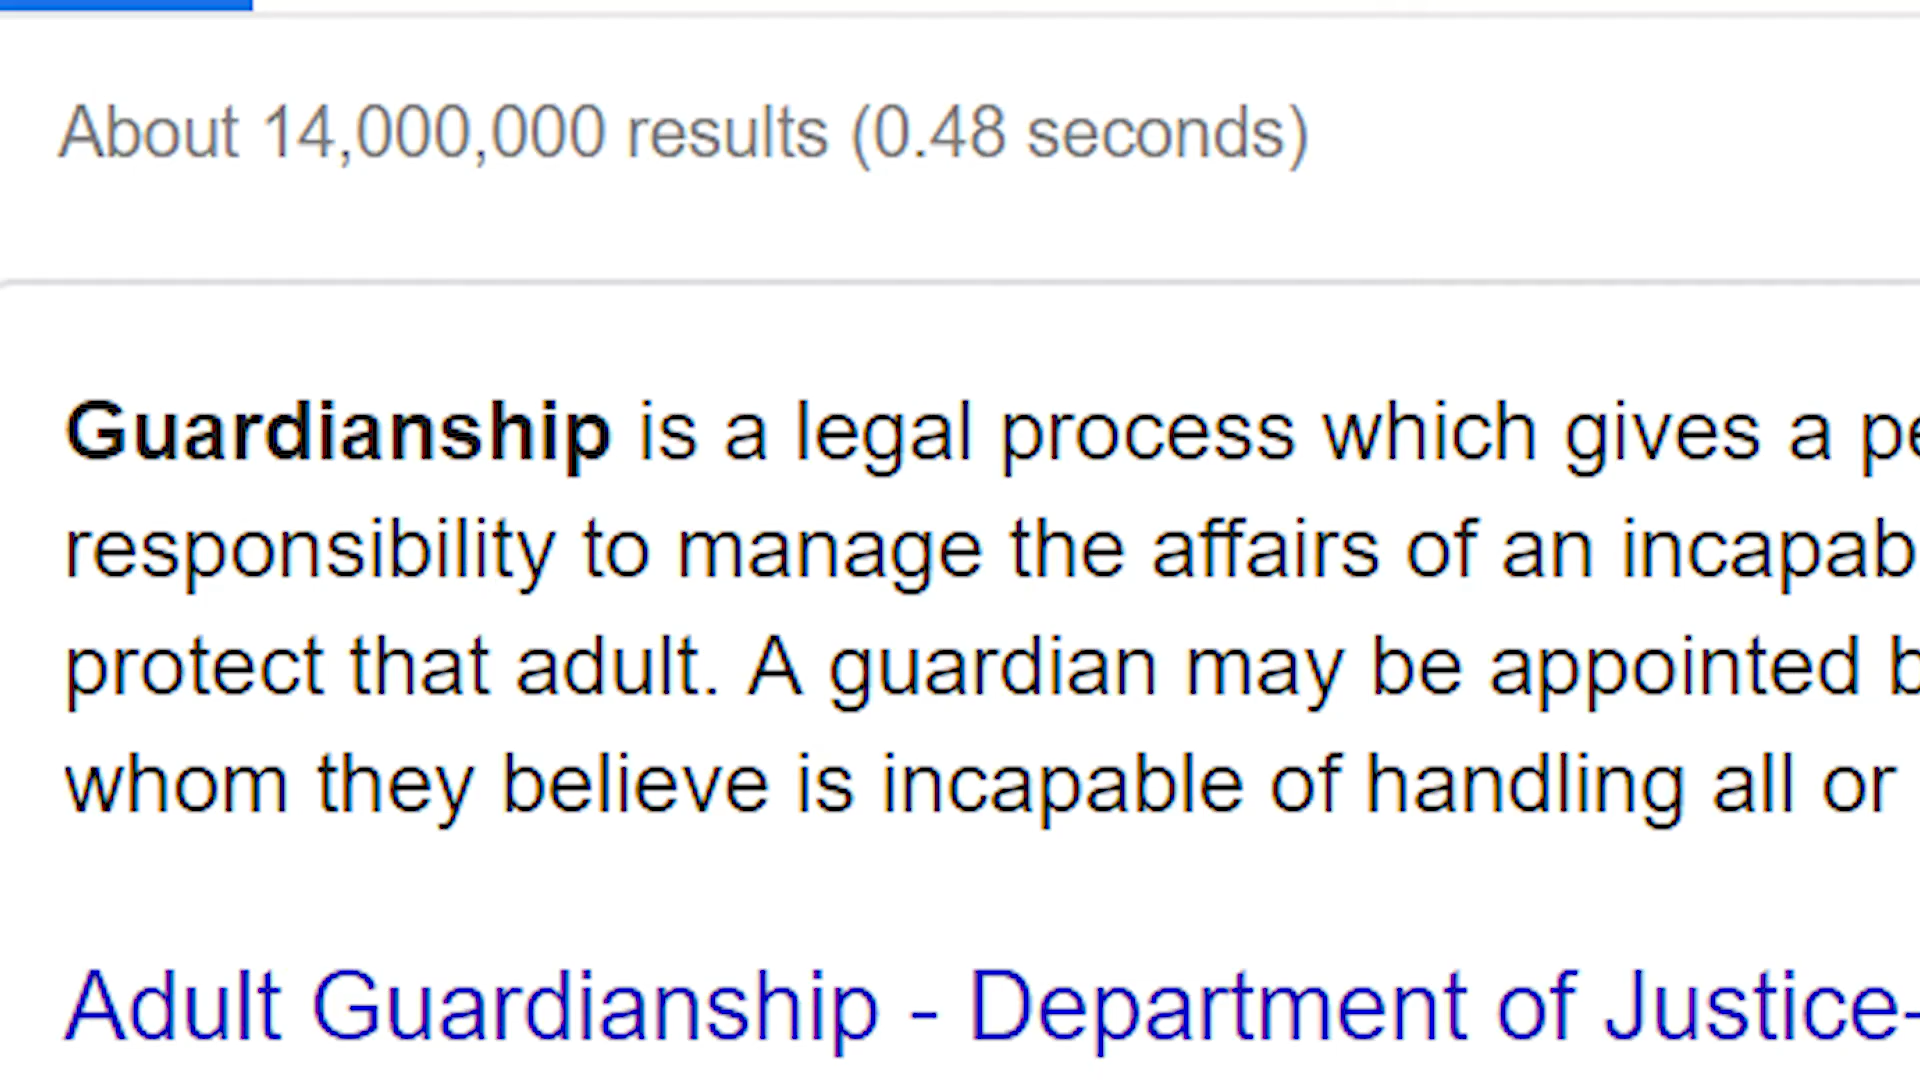 About 14,000,000 results (0.48 seconds)
Guardianship is a legal process which gives a
responsibility to manage the affairs of an
protect that adult. A guardian may be appointed
whom they believe is incapable of handling all or
Adult Guardianship - Department of Justice-